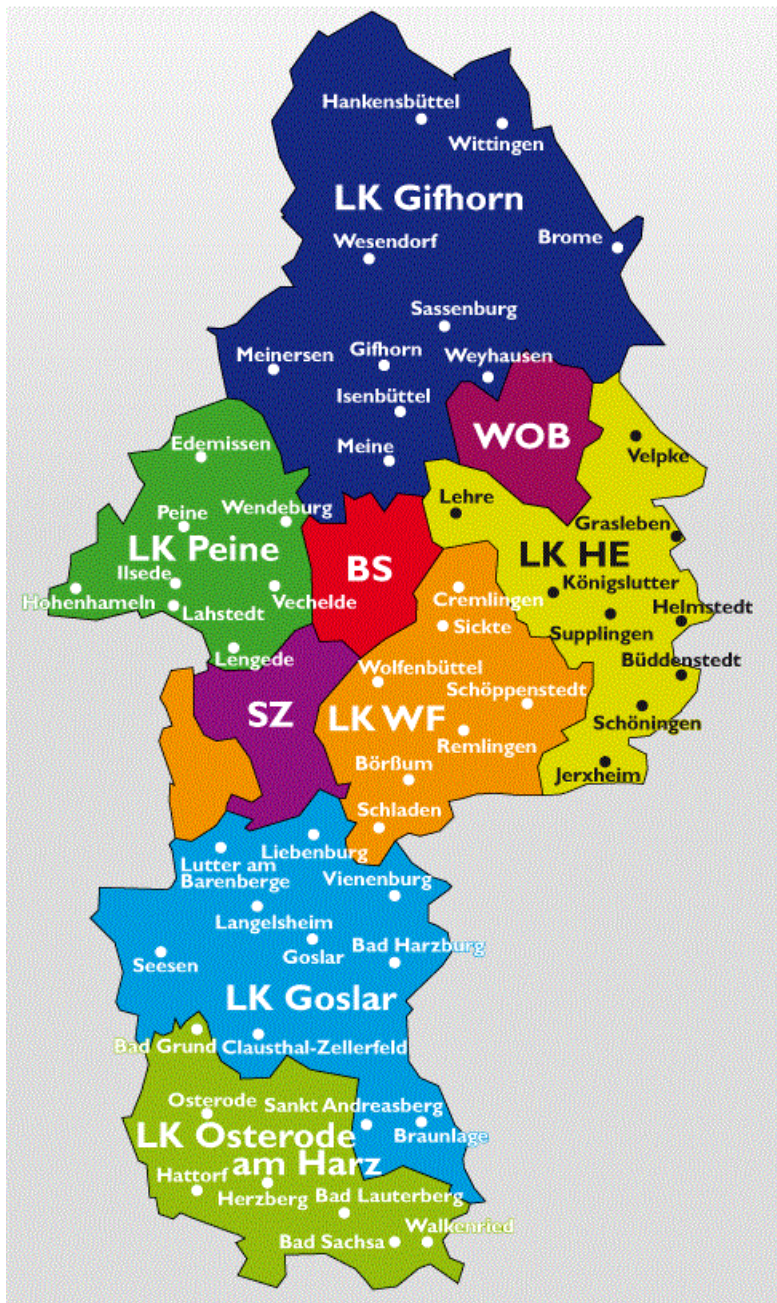 Hankensbüttel
Wittingen
LK Gifhorn
Brome
Wesendorf
Sassenburg
Gifhorn
Weyhausen
Meinersen
Isenbüttel
WOB
Meine
Edemissen
Velpke
Lehre
Wendeburg
Peine
Grasleben
LK Peine
LK HE
BS
Ilsede
Königslutter
Hohenhameln
Vechelde
Cremlingen
Lahstedt
Helmstedt
Sickte
Supplingen
Lengede
Büddenstedt
Wolfenbüttel
Schöppenstedt
SZ
LK WF
Schöningen
Remlingen
Börßum
Jerxheim
Schladen
Liebenburg
Lutter am
Barenberge
Vienenburg
Langelsheim
Goslar
Bad Harzburg
Seesen
LK Goslar
Bad Grund
Clausthal-Zellerfeld
Osterode
Sankt Andreasberg
LK Osterode
am Harz
Braunlage
Hattorf
Herzberg
Bad Lauterberg
Walkenried
Bad Sachsa